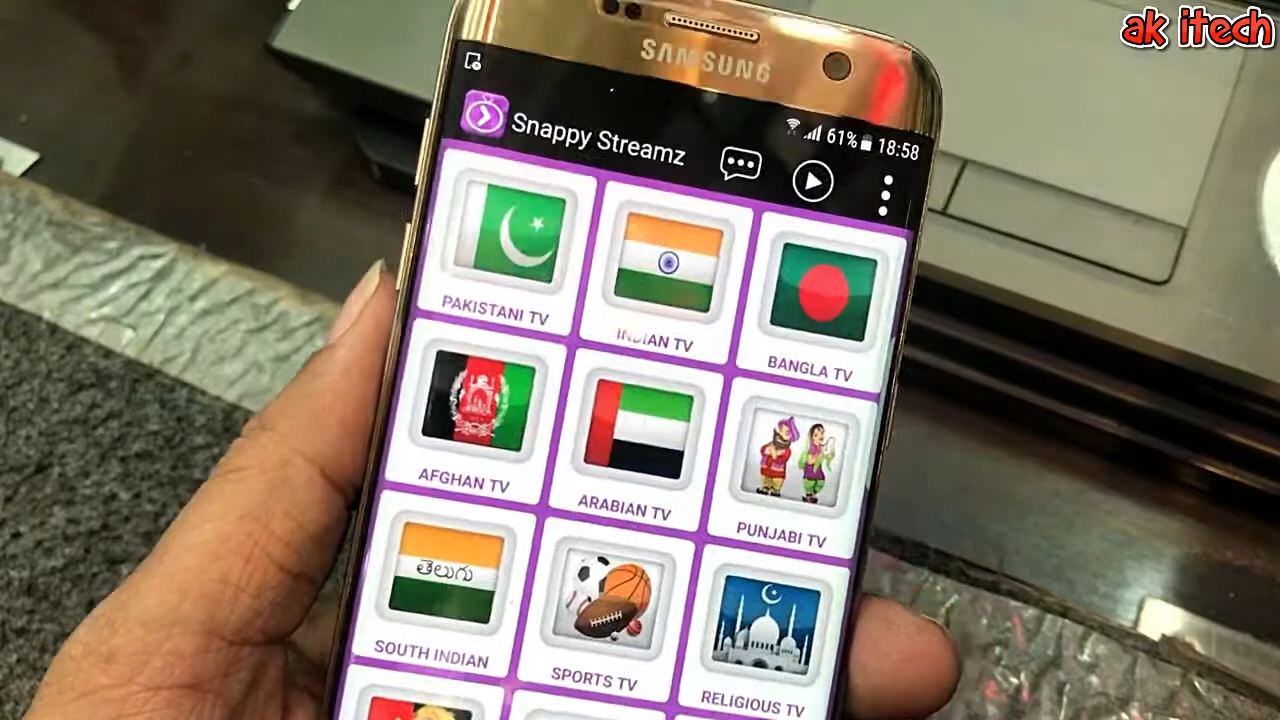 ak itech
SAMSUNG
Snappy Streamz
61% 18:58
PAKISTANI TV
INDIAN TV
BANGLA TV
AFGHAN TV
ARABIAN TV
PUNJABI TV
తెలుగు
SOUTH INDIAN
SPORTS TV
RELIGIOUS TV